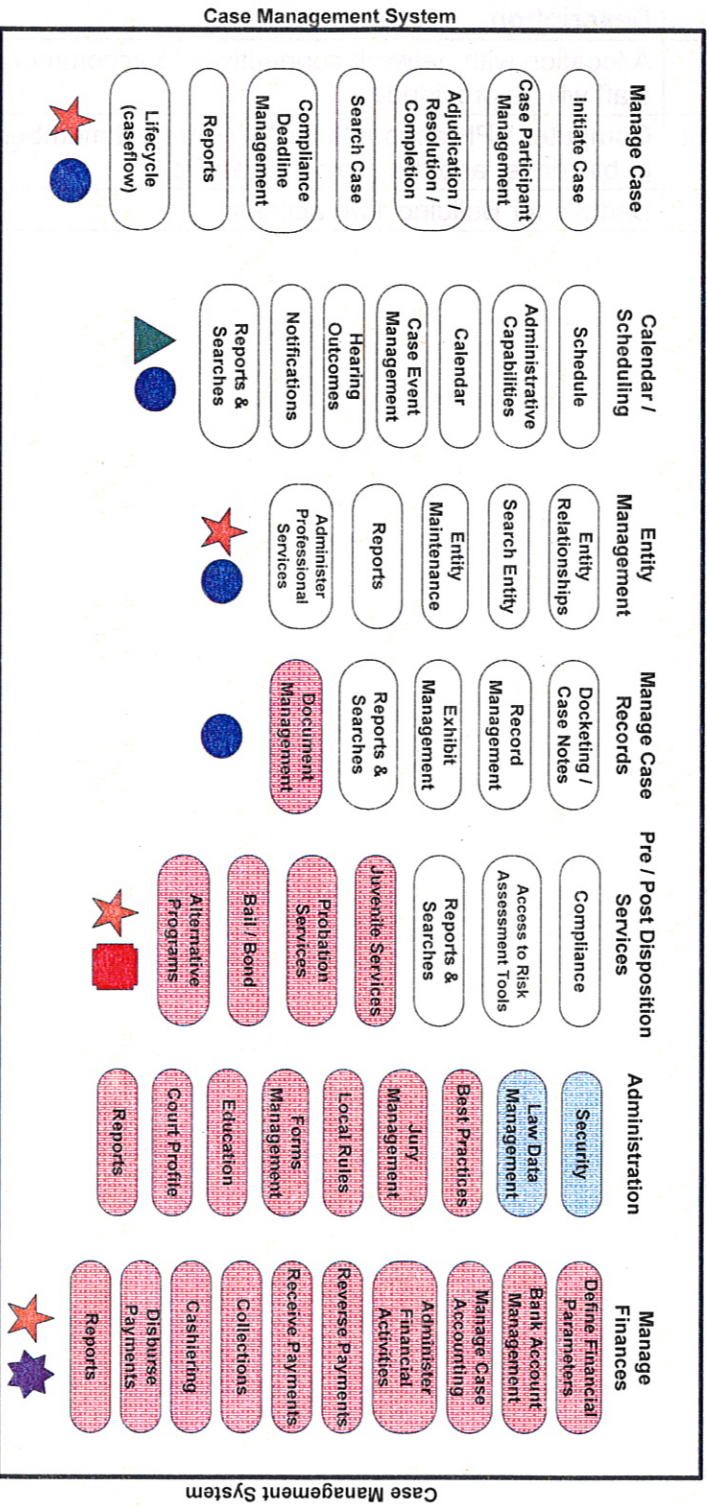 Case Management System
Manage Case
Initiate Case
Case Participant
Management
Adjudication /
Resolution /
Completion
Search Case
Compliance
Deadline
Management
Reports
Lifecycle
(caseflow)
Calendar /
Scheduling
Schedule
Administrative
Capabilities
Calendar
Case Event
Management
Hearing
Outcomes
Notifications
Reports &
Searches
Entity
Management
Entity
Relationships
Search Entity
Entity
Maintenance
Reports
Administer
Professional
Services
Manage Case
Records
Docketing /
Case Notes
Record
Management
Exhibit
Management
Reports &
Searches
Document
Management
Pre / Post Disposition
Services
Compliance
Access to Risk
Assessment Tools
Reports &
Searches
Juvenile Services
Probation
Services
Bail / Bond
Alternative
Programs
Administration
Security
Law Data
Management
Best Practices
Jury
Management
Local Rules
Forms
Management
Education
Court Profile
Reports
Manage
Finances
Define Financial
Parameters
Bank Account
Management
Manage Case
Accounting
Administer
Financial
Activities
Reverse Payments
Receive Payments
Collections
Cashiering
Disburse
Payments
Reports
Case Management System